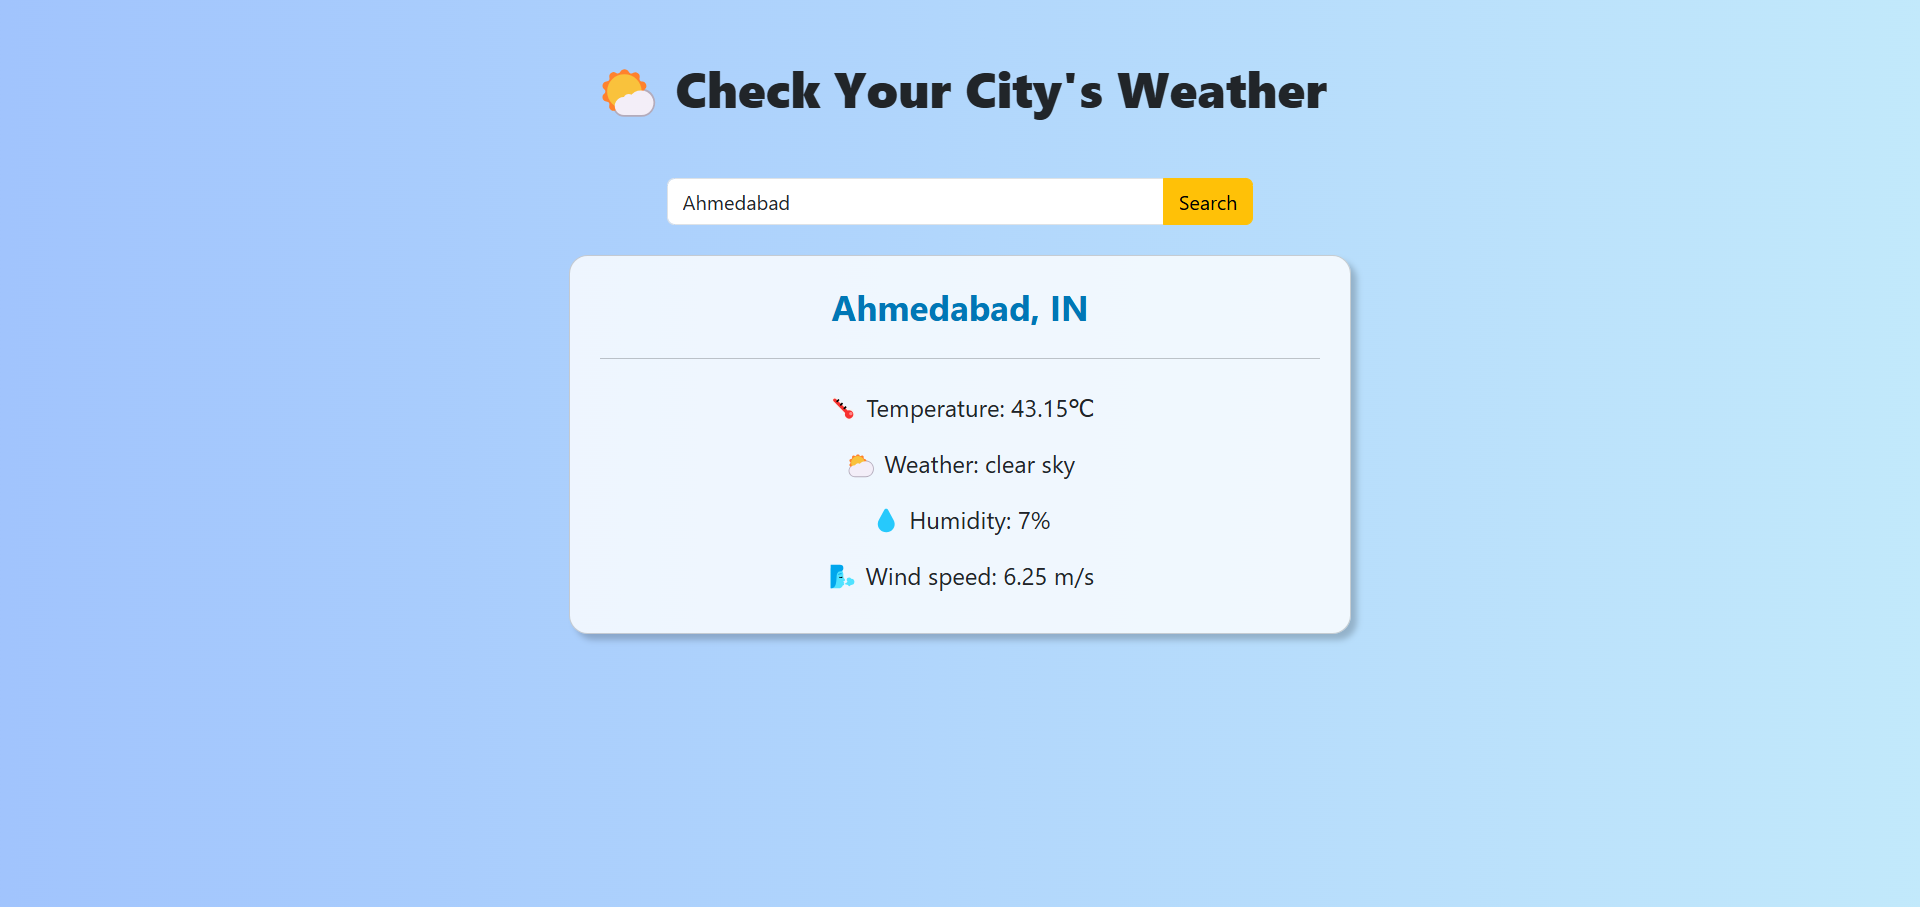 Check Your City's Weather
Ahmedabad
Search
Ahmedabad, IN
Temperature: 43.15℃
Weather: clear sky
Humidity: 7%
Wind speed: 6.25 m/s